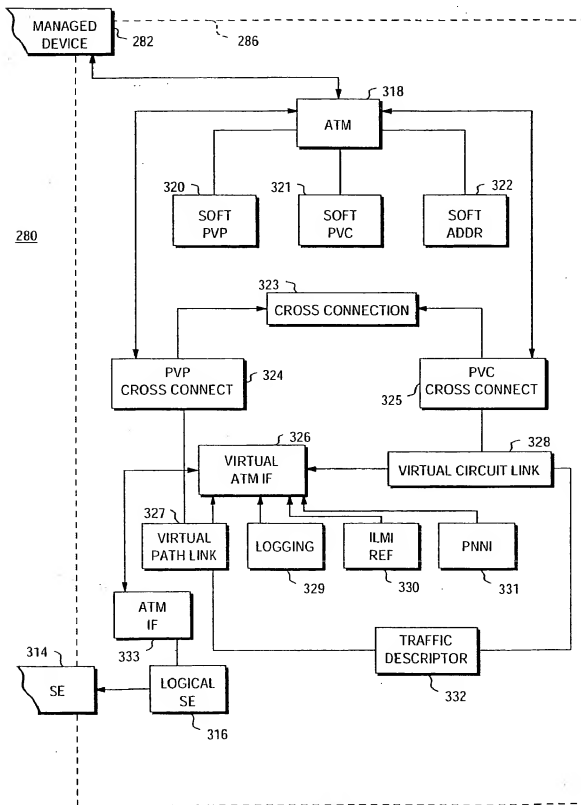 MANAGED
DEVICE
282
286
318
ATM
320
321
322
SOFT
PVP
SOFT
PVC
SOFT
ADDR
280
323
CROSS CONNECTION
PVP
CROSS CONNECT
324
PVC
CROSS CONNECT
325
326
328
VIRTUAL
ATM IF
VIRTUAL CIRCUIT LINK
327
VIRTUAL
PATH LINK
LOGGING
329
ILMI
REF
330
PNNI
331
ATM
IF
333
TRAFFIC
DESCRIPTOR
332
314
SE
LOGICAL
SE
316